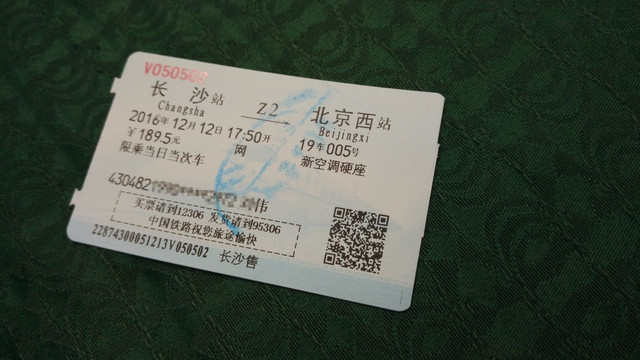 V050502
长沙站 Z2 北京西站
Changsha Beijingxi
2016年12月12日17:50开 19车005号
￥189.5元 网 新空调硬座
限乘当日当次车
430482 伟
买票请到12306 发货请到95306
中国铁路祝您旅途愉快
22874300051213V050502 长沙售